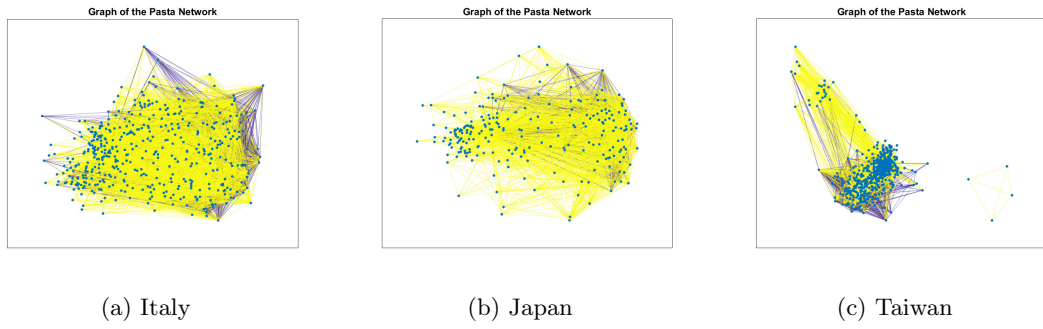 Graph of the Pasta Network
Graph of the Pasta Network
Graph of the Pasta Network
(a) Italy
(b) Japan
(c) Taiwan